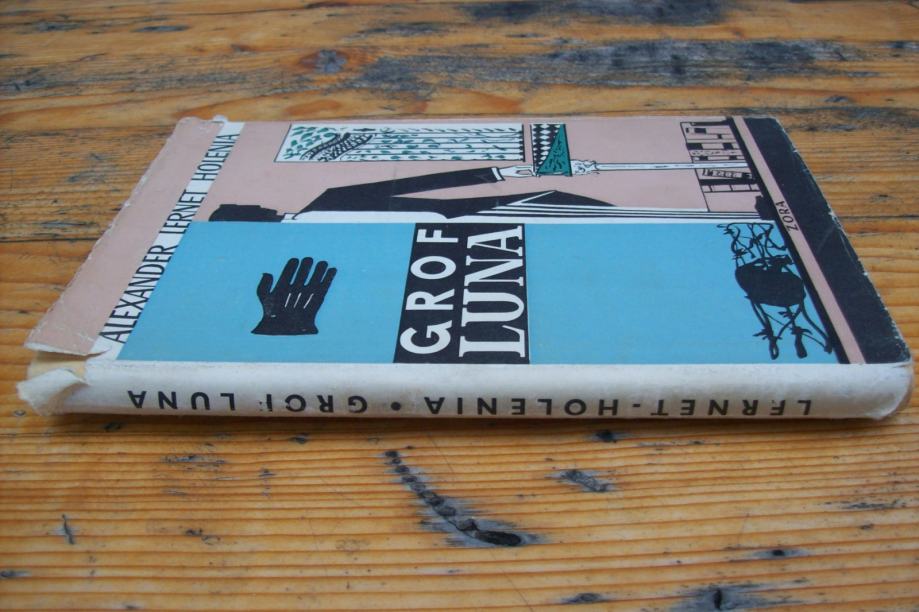 ALEXANDER LERNET HOLENIA
GROF
LUNA
ZORA
LERNET-HOLENIA • GROF LUNA